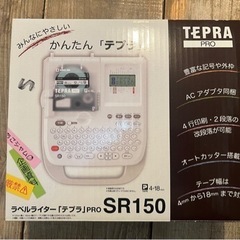 みんなにやさしい
かんたん「テプラ」
TEPRA
PRO
豊富な記号や外枠
ACアダプタ同梱
4行印刷・2段落の
改段落が可能
オートカッター搭載
テープ幅は
4mmから18mmまで対
TEPRA
4-18mm
ラベルライター「テプラ」PRO SR150